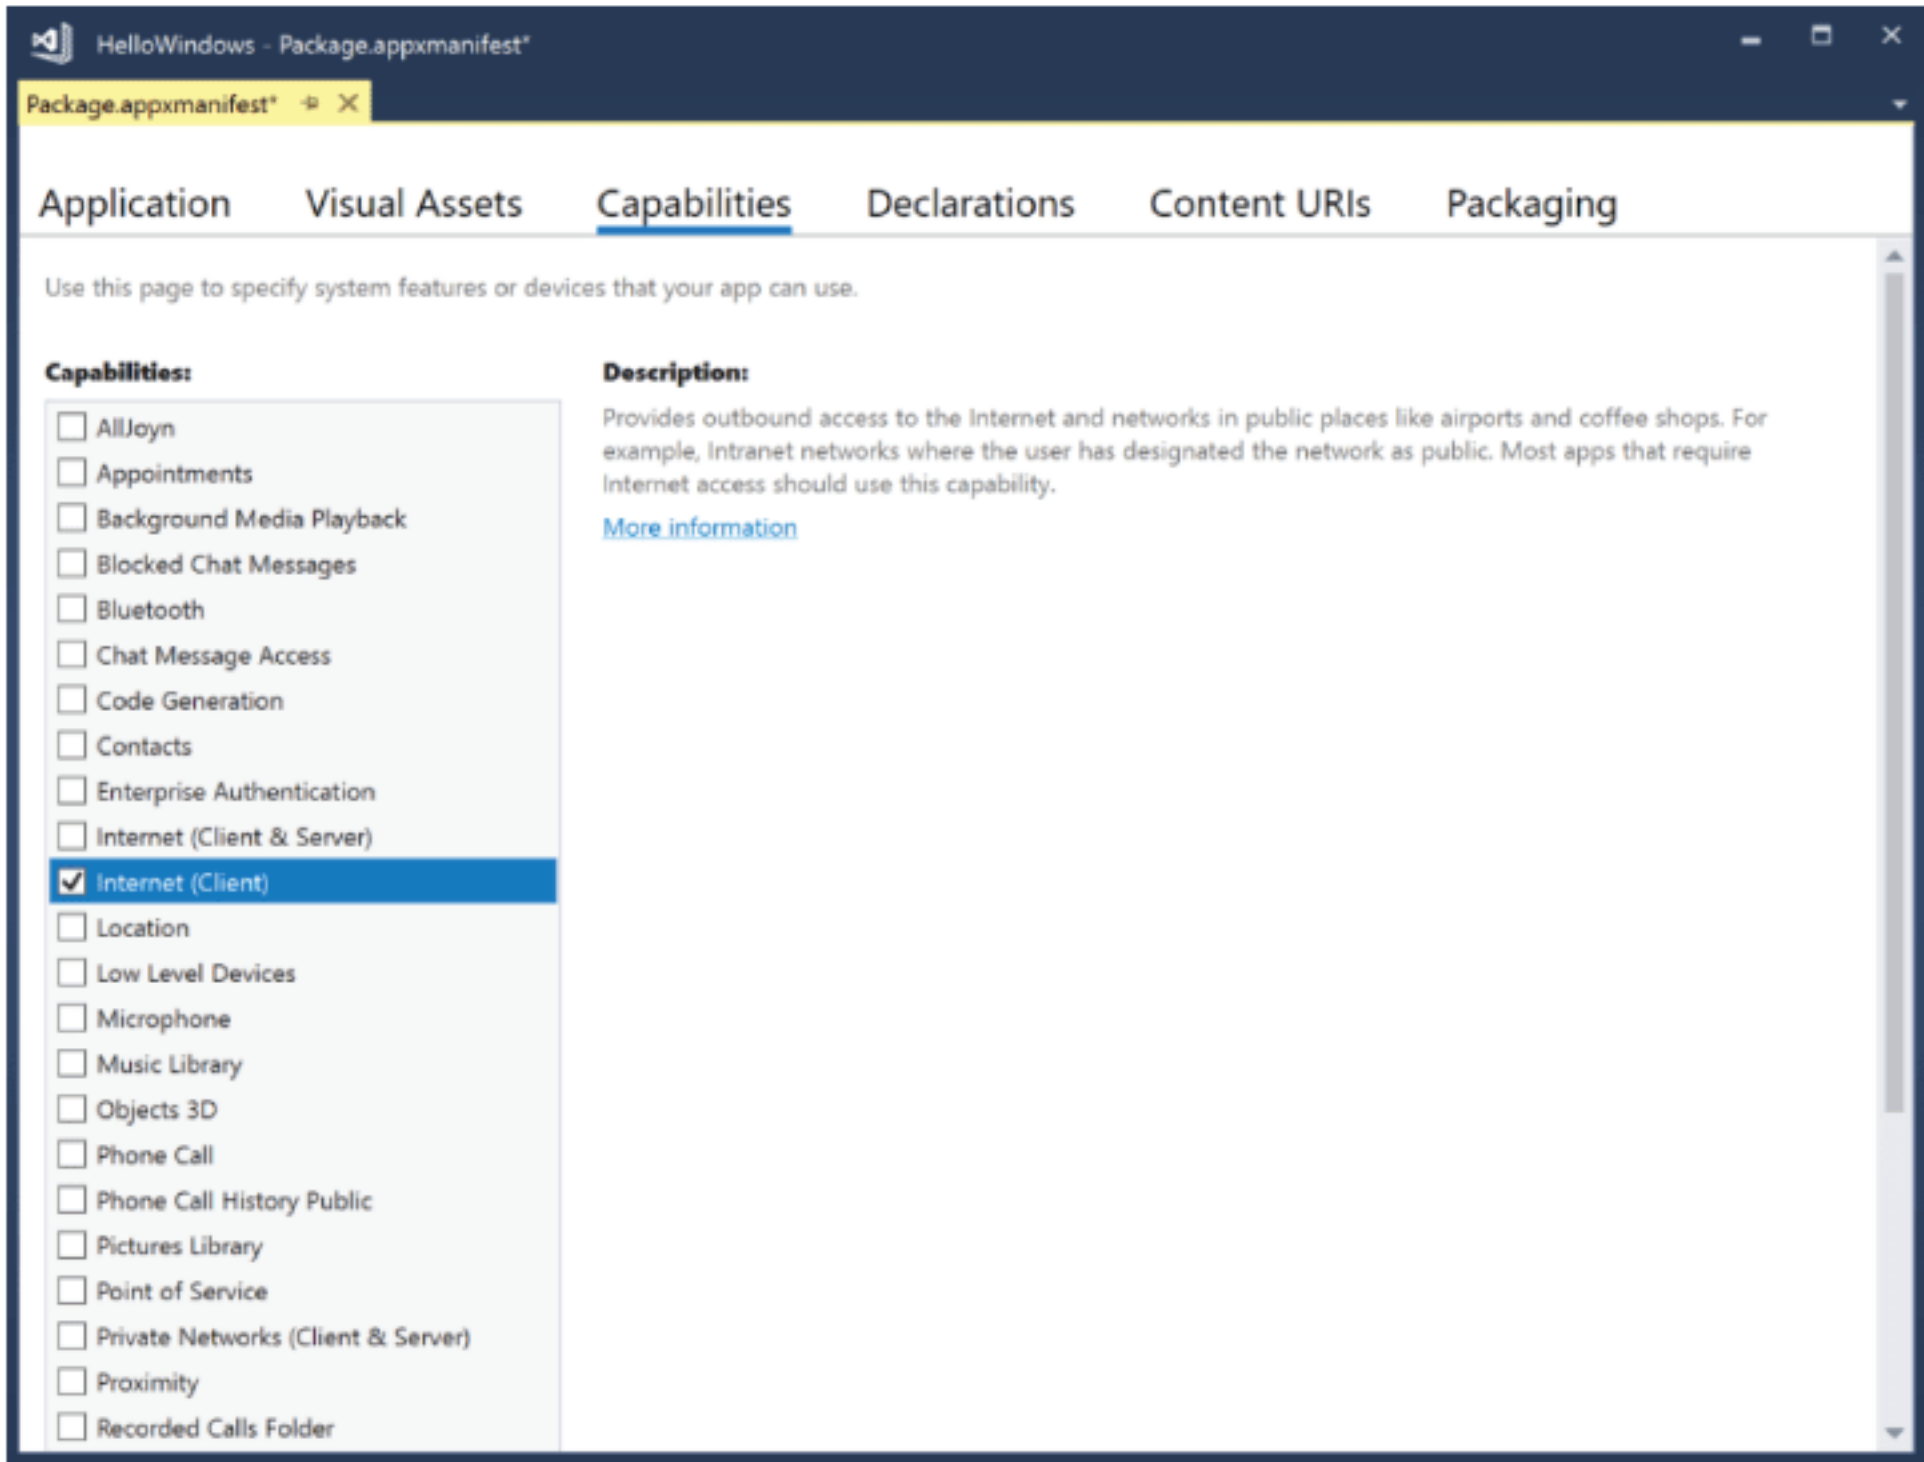 HelloWindows - Package.appxmanifest*
Package.appxmanifest*
Application Visual Assets Capabilities Declarations Content URIs Packaging
Use this page to specify system features or devices that your app can use.
Capabilities:
AllJoyn
Appointments
Background Media Playback
Blocked Chat Messages
Bluetooth
Chat Message Access
Code Generation
Contacts
Enterprise Authentication
Internet (Client & Server)
Internet (Client)
Location
Low Level Devices
Microphone
Music Library
Objects 3D
Phone Call
Phone Call History Public
Pictures Library
Point of Service
Private Networks (Client & Server)
Proximity
Recorded Calls Folder
Description:
Provides outbound access to the Internet and networks in public places like airports and coffee shops. For
example, Intranet networks where the user has designated the network as public. Most apps that require
Internet access should use this capability.
More information